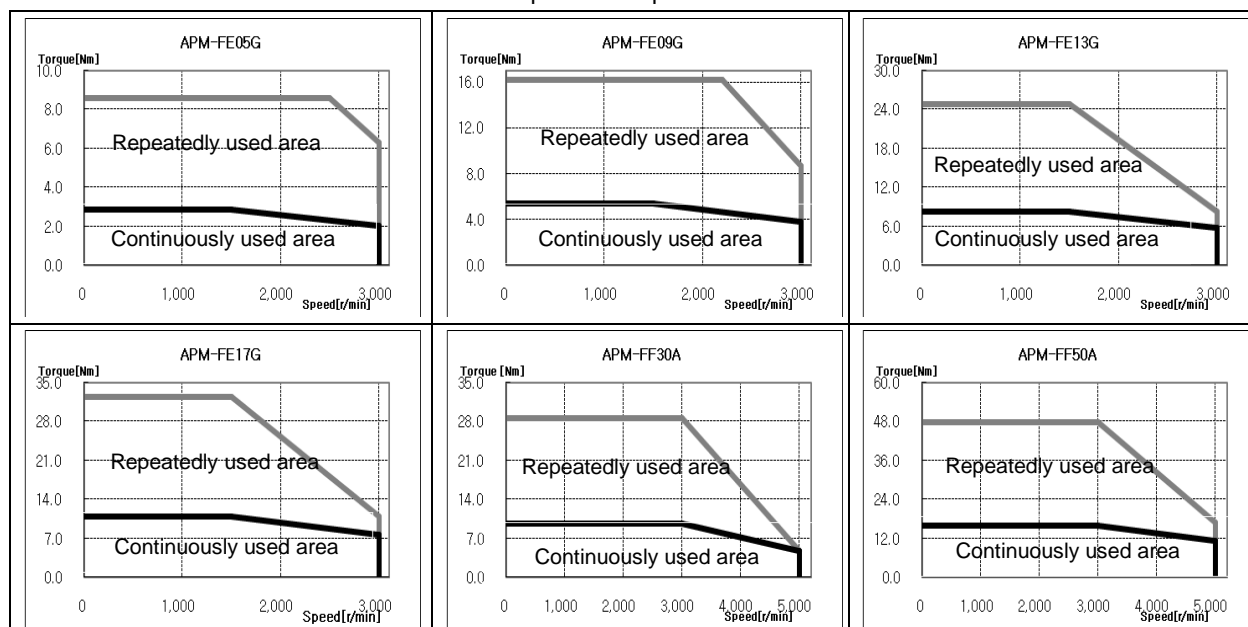 APM-FE05G
Torque[Nm]
10.0
8.0
6.0
4.0
2.0
0.0
Repeatedly used area
Continuously used area
0 1,000 2,000 3,000
Speed[r/min]
APM-FE09G
Torque[Nm]
16.0
12.0
8.0
4.0
0.0
Repeatedly used area
Continuously used area
0 1,000 2,000 3,000
Speed[r/min]
APM-FE13G
Torque[Nm]
30.0
24.0
18.0
12.0
6.0
0.0
Repeatedly used area
Continuously used area
0 1,000 2,000 3,000
Speed[r/min]
APM-FE17G
Torque[Nm]
35.0
28.0
21.0
14.0
7.0
0.0
Repeatedly used area
Continuously used area
0 1,000 2,000 3,000
Speed[r/min]
APM-FF30A
Torque [Nm]
35.0
28.0
21.0
14.0
7.0
0.0
Repeatedly used area
Continuously used area
0 1,000 2,000 3,000 4,000 5,000
Speed[r/min]
APM-FF50A
Torque[Nm]
60.0
48.0
36.0
24.0
12.0
0.0
Repeatedly used area
Continuously used area
0 1,000 2,000 3,000 4,000 5,000
Speed[r/min]